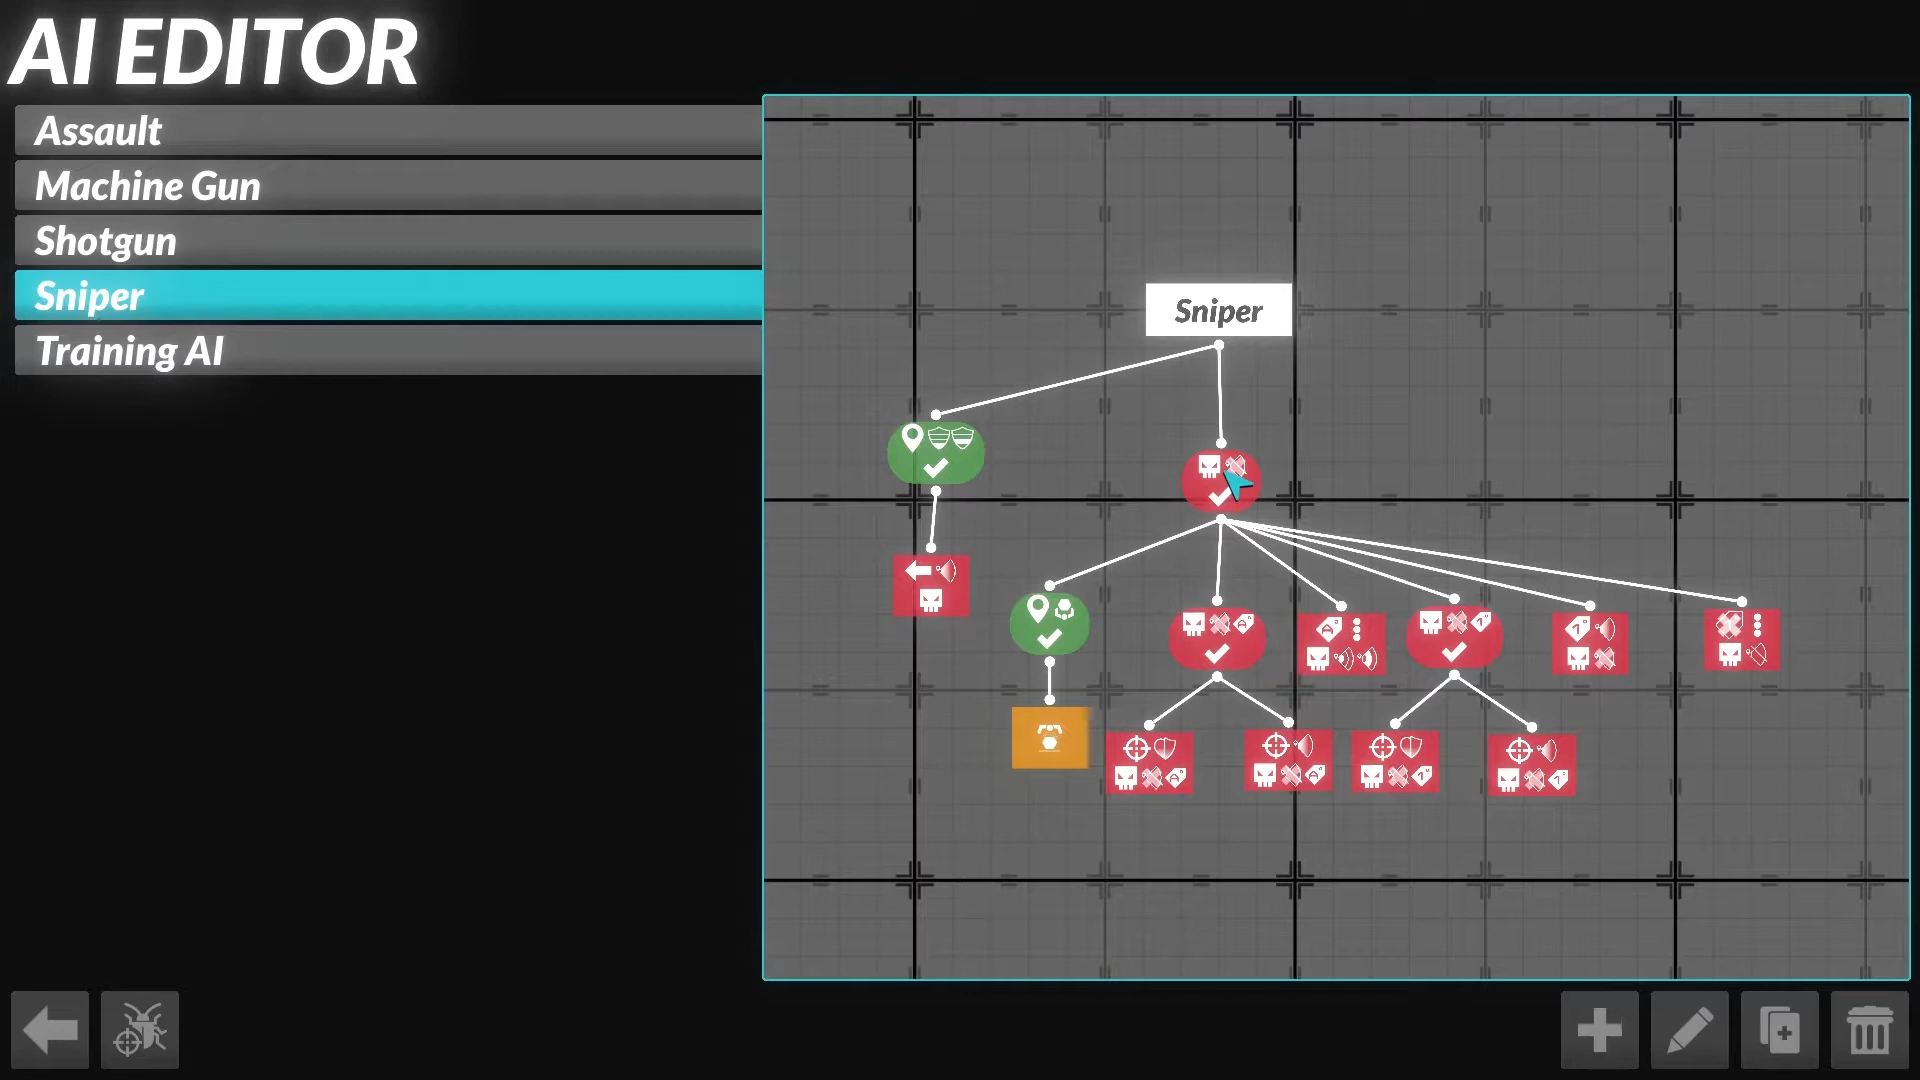 AI EDITOR
Assault
Machine Gun
Shotgun
Sniper
Training AI
Sniper